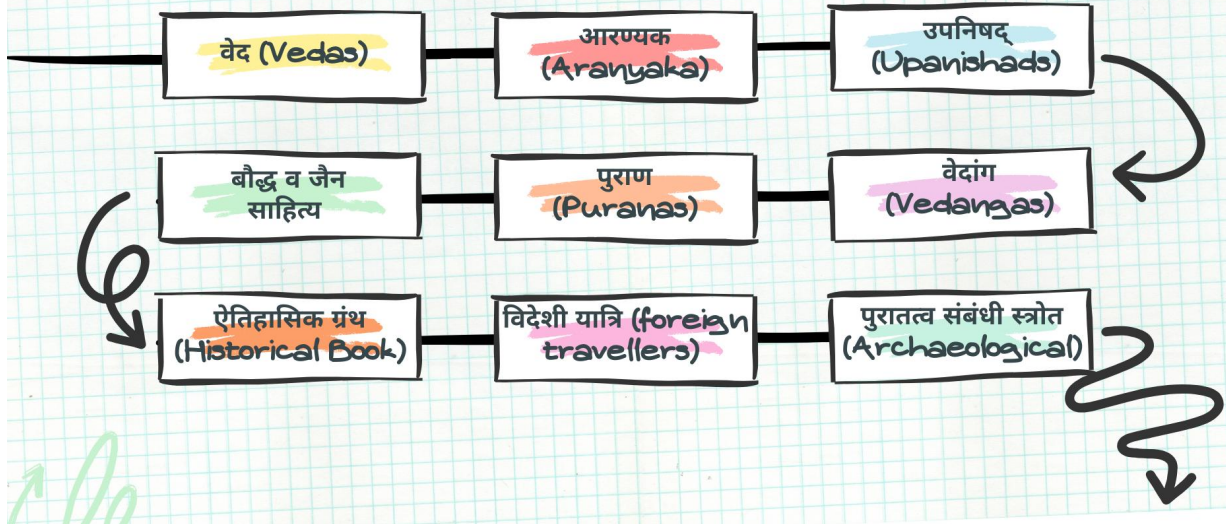 वेद (Vedas)
आरण्यक
(Aranyaka)
उपनिषद्
(Upanishads)
वेदांग
(Vedangas)
पुराण
(Puranas)
बौद्ध व जैन
साहित्य
ऐतिहासिक ग्रंथ
(Historical Book)
विदेशी यात्रि (foreign
travellers)
पुरातत्व संबंधी स्त्रोत
(Archaeological)